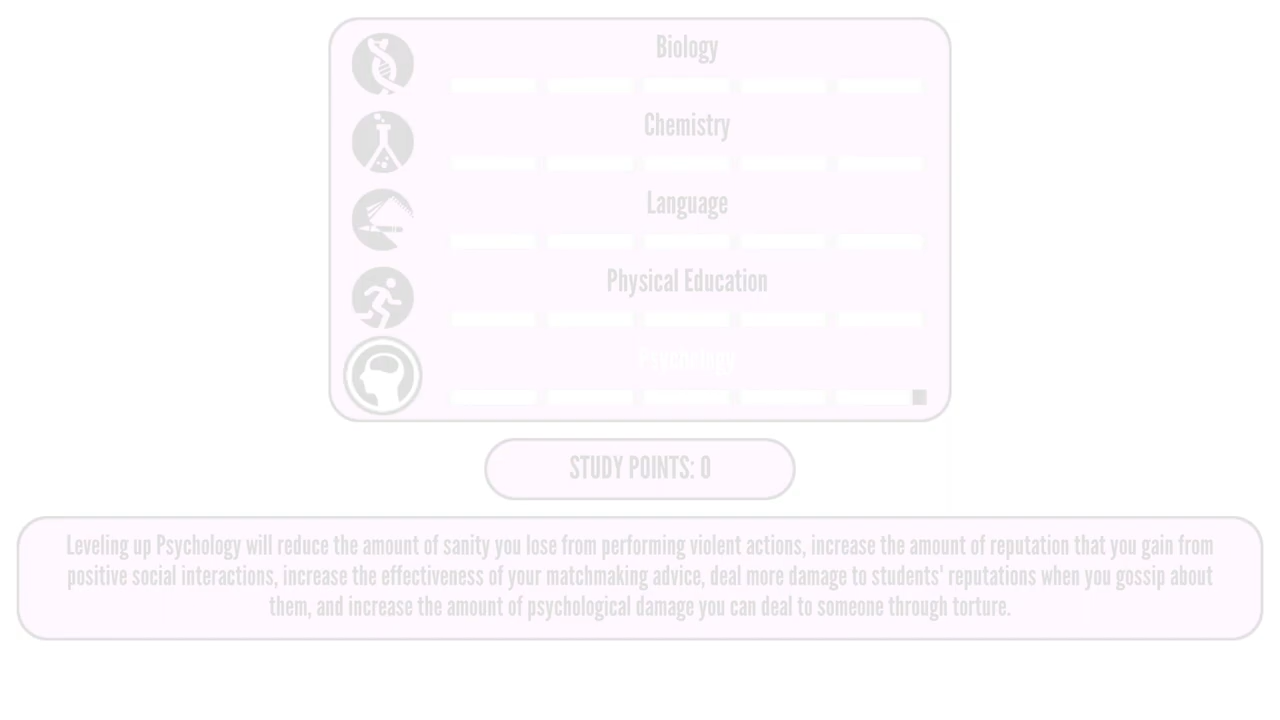 Biology
Chemistry
Language
Physical Education
Psychology
STUDY POINTS: 0
Leveling up Psychology will reduce the amount of sanity you lose from performing violent actions, increase the amount of reputation that you gain from
positive social interactions, increase the effectiveness of your matchmaking advice, deal more damage to students' reputations when you gossip about
them, and increase the amount of psychological damage you can deal to someone through torture.